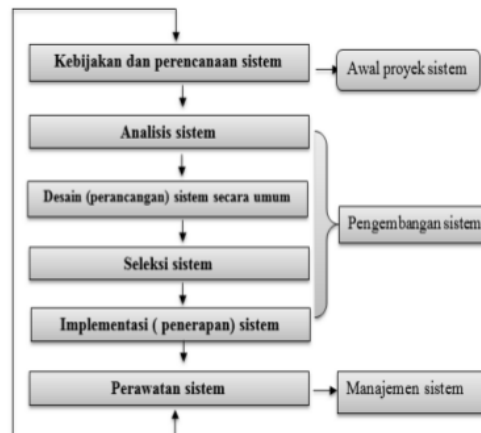 Kebijakan dan perencanaan sistem
Awal proyek sistem
Analisis sistem
Desain (perancangan) sistem secara umum
Pengembangan sistem
Seleksi sistem
Implementasi ( penerapan) sistem
Perawatan sistem
Manajemen sistem